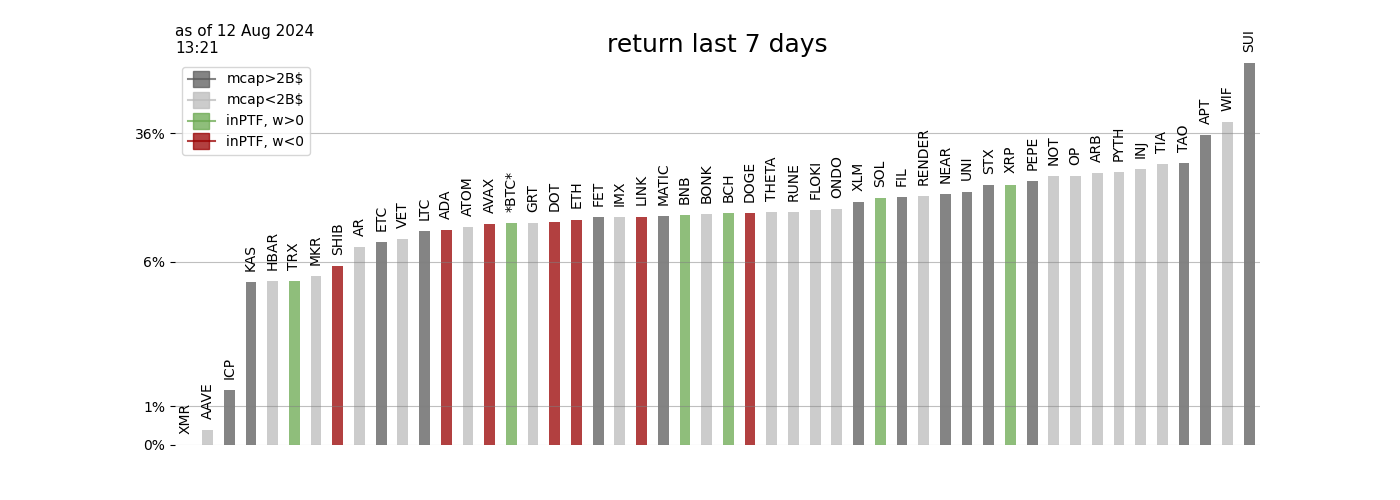 as of 12 Aug 2024
13:21
return last 7 days
mcap>2B$
mcap<2B$
inPTF, w>0
inPTF, w<0
36%
6%
1%
0%
XMR
AAVE
ICP
KAS
HBAR
TRX
MKR
SHIB
AR
ETC
VET
LTC
ADA
ATOM
AVAX
*BTC*
GRT
DOT
ETH
FET
IMX
LINK
MATIC
BNB
BONK
BCH
DOGE
THETA
RUNE
FLOKI
ONDO
XLM
SOL
FIL
RENDER
NEAR
UNI
STX
XRP
PEPE
NOT
OP
ARB
PYTH
INJ
TIA
TAO
APT
WIF
SUI